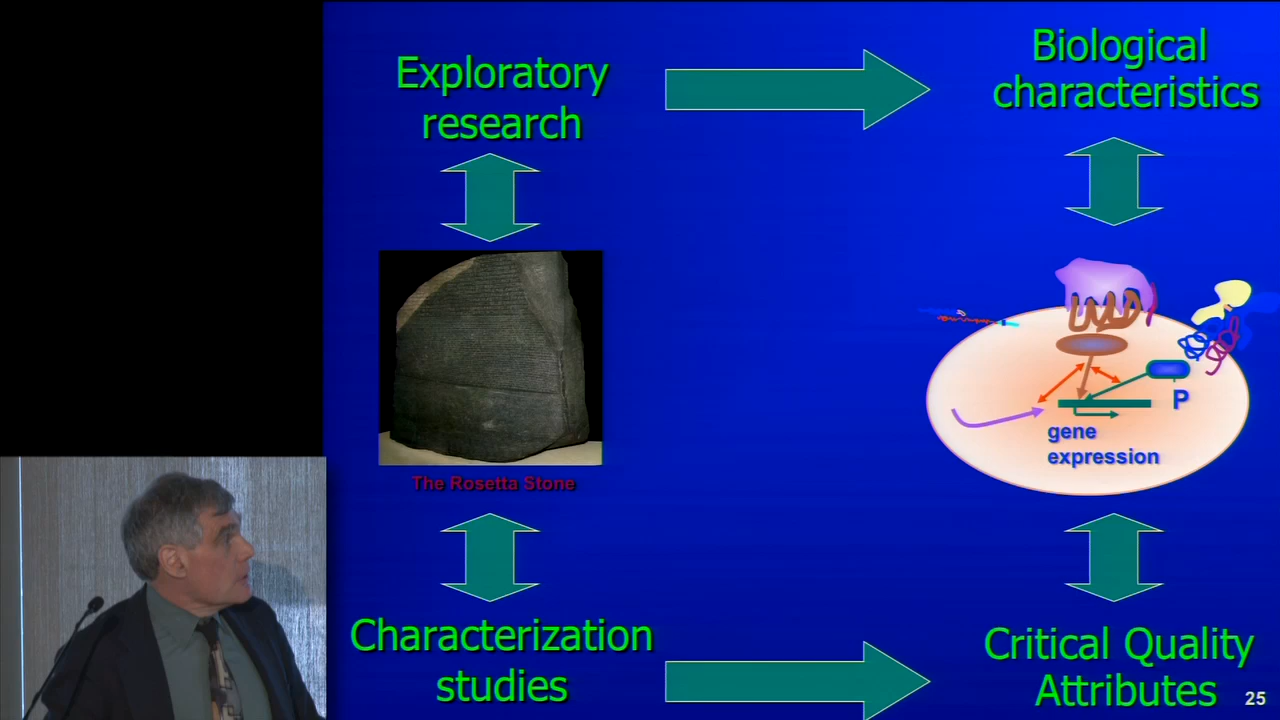 Exploratory
research
Biological
characteristics
The Rosetta Stone
P
gene
expression
Characterization
studies
Critical Quality
Attributes
25